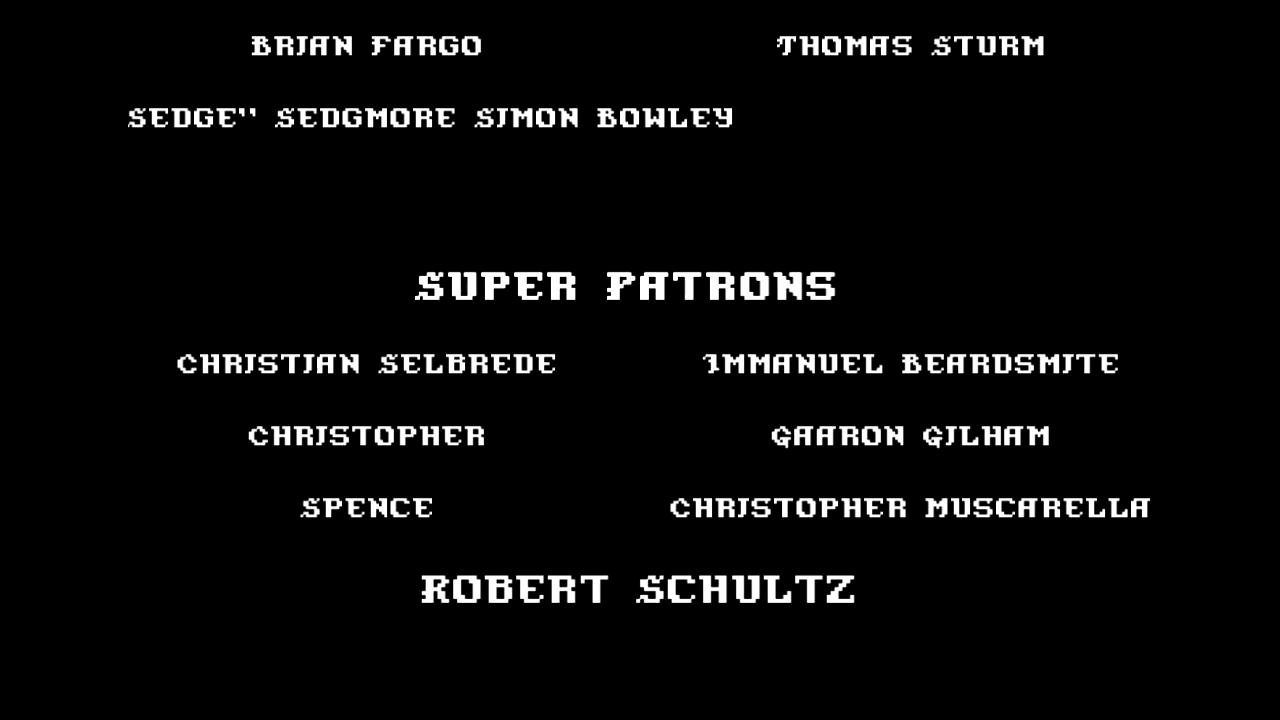 BRIAN FARGO THOMAS STURM
SEDGE" SEDGMORE SIMON BOWLEY
SUPER PATRONS
CHRISTIAN SELBREDE IMMANUEL BEARDSMITE
CHRISTOPHER GAARON GILHAM
SPENCE CHRISTOPHER MUSCARELLA
ROBERT SCHULTZ